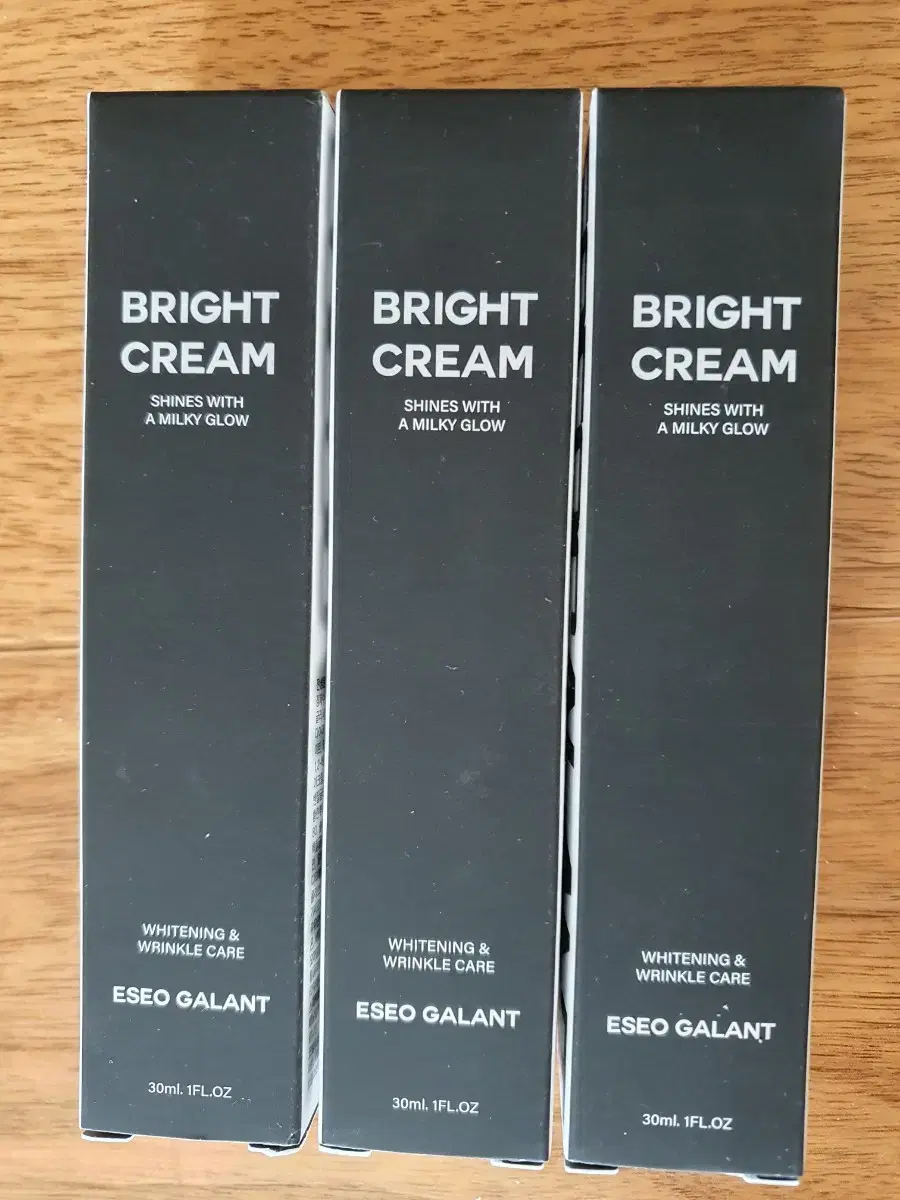 BRIGHT
CREAM
SHINES WITH
A MILKY GLOW
WHITENING &
WRINKLE CARE
ESEO GALANT
30ml. 1FL.OZ
BRIGHT
CREAM
SHINES WITH
A MILKY GLOW
WHITENING &
WRINKLE CARE
ESEO GALANT
30ml. 1FL.OZ
BRIGHT
CREAM
SHINES WITH
A MILKY GLOW
WHITENING &
WRINKLE CARE
ESEO GALANT
30ml. 1FL.OZ